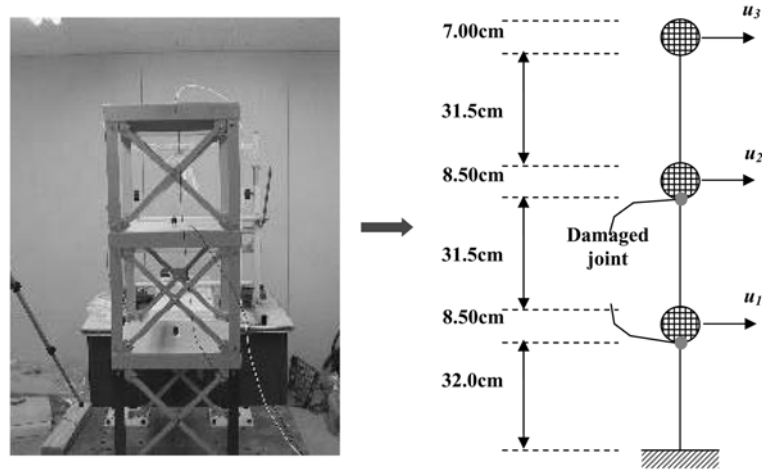 7.00cm
u3
31.5cm
8.50cm
u2
Damaged
joint
31.5cm
8.50cm
u1
32.0cm